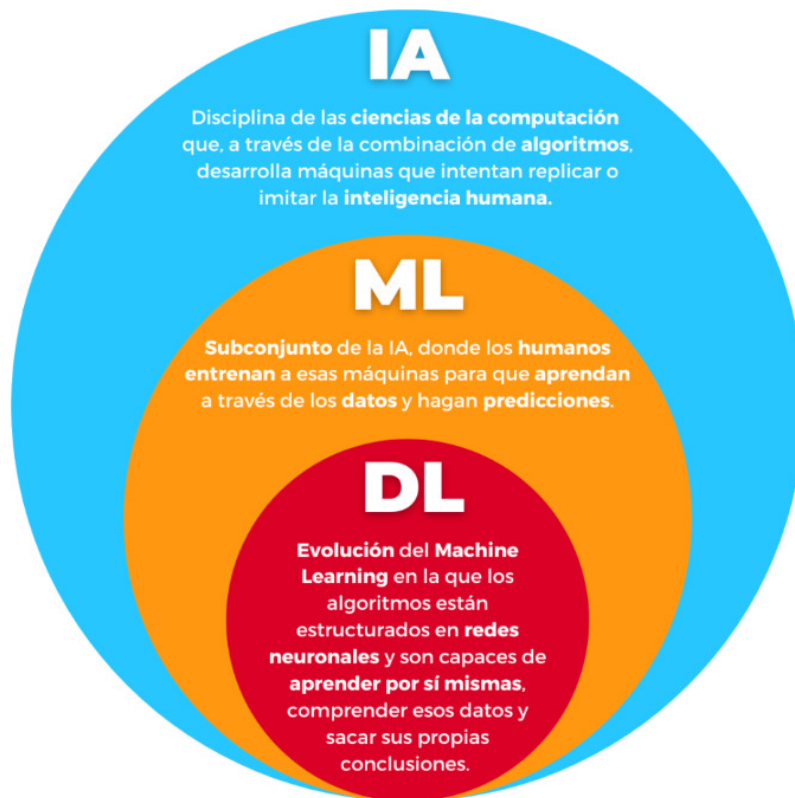 IA
Disciplina de las ciencias de la computación
que, a través de la combinación de algoritmos,
desarrolla máquinas que intentan replicar o
imitar la inteligencia humana.
ML
Subconjunto de la IA, donde los humanos
entrenan a esas máquinas para que aprendan
a través de los datos y hagan predicciones.
DL
Evolución del Machine
Learning en la que los
algoritmos están
estructurados en redes
neuronales y son capaces de
aprender por sí mismas,
comprender esos datos y
sacar sus propias
conclusiones.